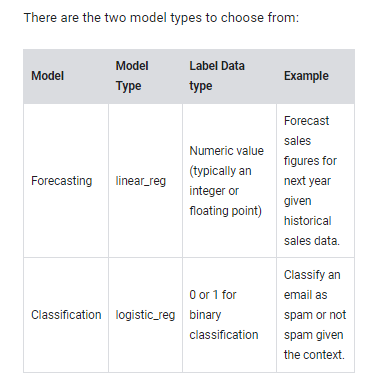 There are the two model types to choose from:
Model
Model
Type
Label Data
type
Example
Forecasting
linear_reg
Numeric value
(typically an
integer or
floating point)
Forecast
sales
figures for
next year
given
historical
sales data.
Classification
logistic_reg
0 or 1 for
binary
classification
Classify an
email as
spam or not
spam given
the context.